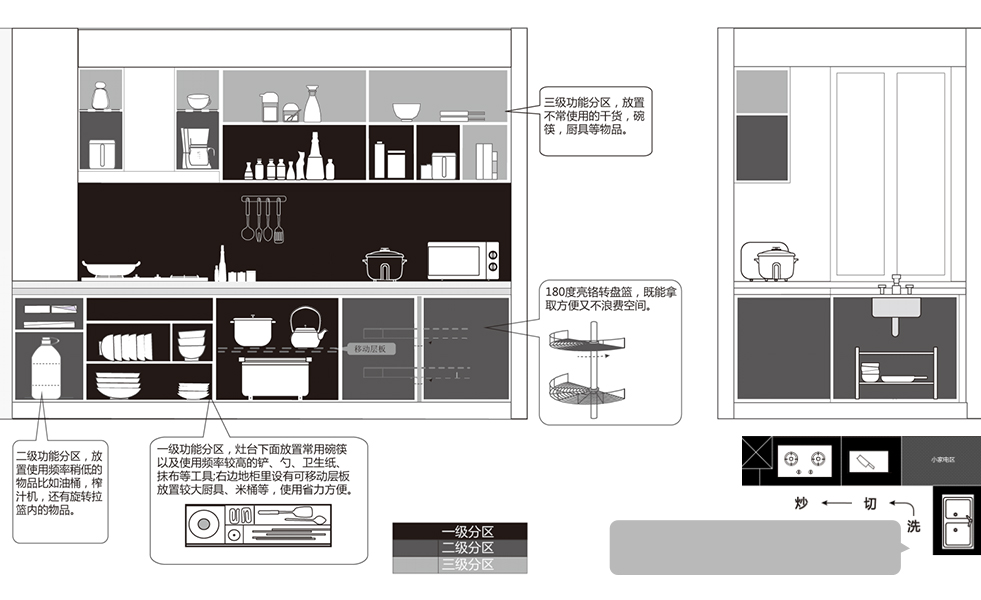 三级功能分区，放置
不常使用的干货，碗
筷，厨具等物品。
180度亮铬转盘篮，既能拿
取方便又不浪费空间。
移动层板
二级功能分区，放
置使用频率稍低的
物品比如油桶，榨
汁机，还有旋转拉
篮内的物品。
一级功能分区，灶台下面放置常用碗筷
以及使用频率较高的铲、勺、卫生纸、
抹布等工具;右边地柜里设有可移动层板
放置较大厨具、米桶等，使用省力方便。
一级分区
二级分区
三级分区
小家电区
炒
切
洗